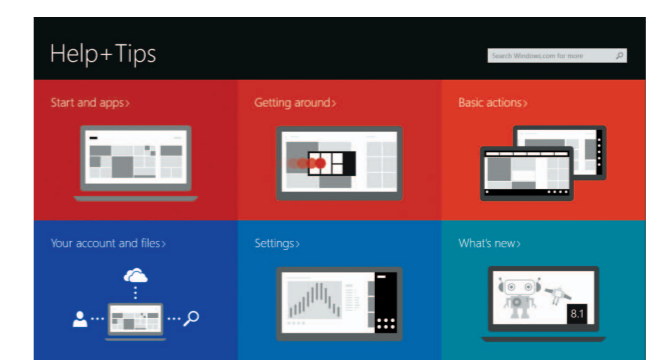 Help+Tips
Search Windows.com for more
Start and apps>
Getting around>
Basic actions>
Your account and files>
Settings>
What's new>
8.1